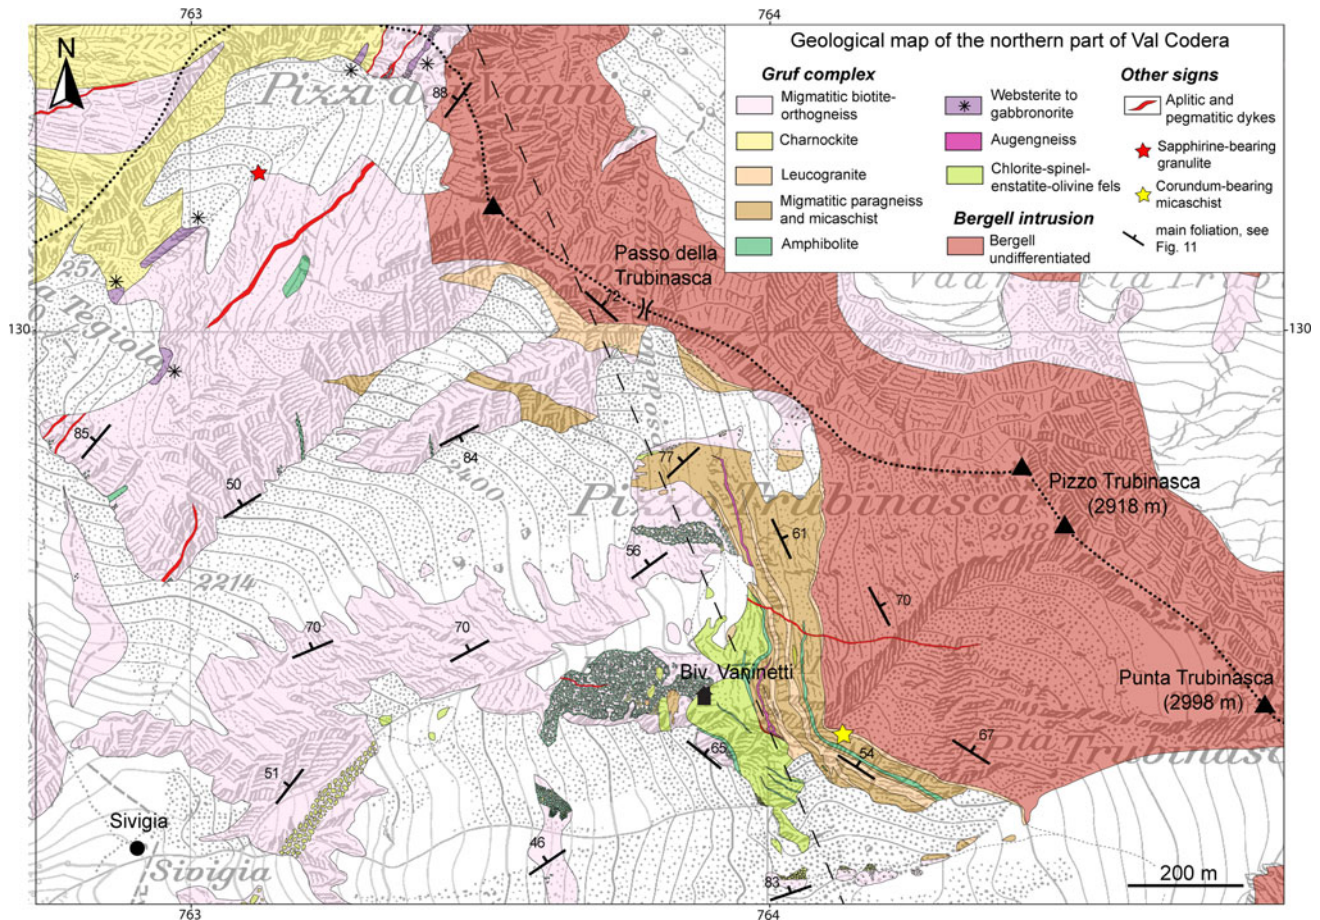 763
764
N
Geological map of the northern part of Val Codera
Gruf complex
Migmatitic biotite-
orthogneiss
Charnockite
Leucogranite
Migmatitic paragneiss
and micaschist
Amphibolite
Websterite to
gabbronorite
Augengneiss
Chlorite-spinel-
enstatite-olivine fels
Bergell intrusion
Bergell
undifferentiated
Other signs
Aplitic and
pegmatitic dykes
Sapphirine-bearing
granulite
Corundum-bearing
micaschist
main foliation, see
Fig. 11
2722
88
Passo della
Trubinasca
72
130
130
85
84
50
2400
77
Pizzo Trubinasca
2918
Pizzo Trubinasca
(2918 m)
61
56
2214
70
70
70
Biv. Vaninetti
Punta Trubinasca
(2998 m)
65
54
67
51
Sivigia
Sivigia
46
83
200 m
763
764